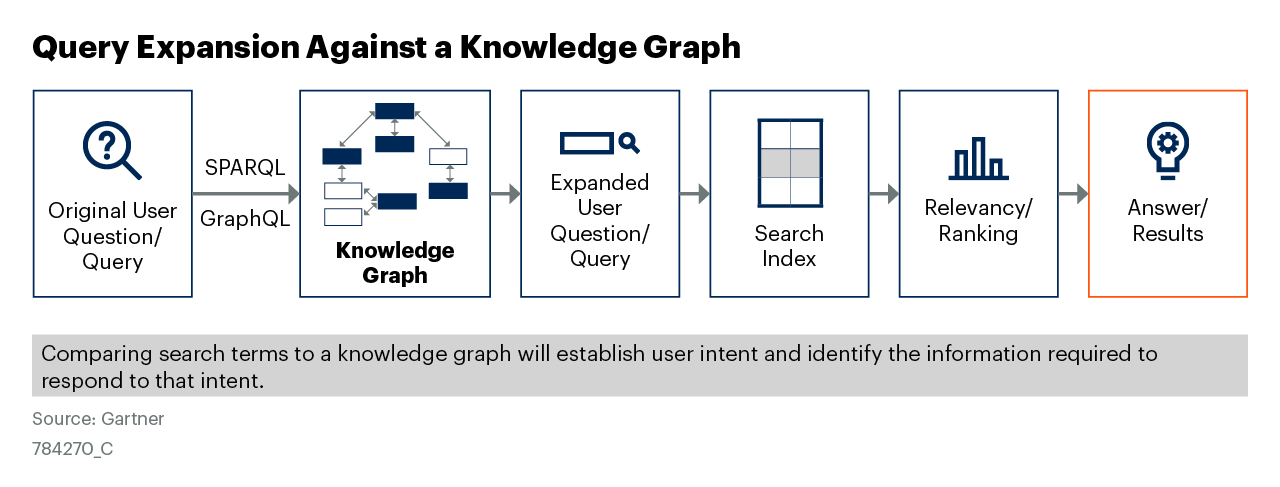 Query Expansion Against a Knowledge Graph
Original User
Question/
Query
SPARQL
GraphQL
Knowledge
Graph
Expanded
User
Question/
Query
Search
Index
Relevancy/
Ranking
Answer/
Results
Comparing search terms to a knowledge graph will establish user intent and identify the information required to
respond to that intent.
Source: Gartner
784270_C